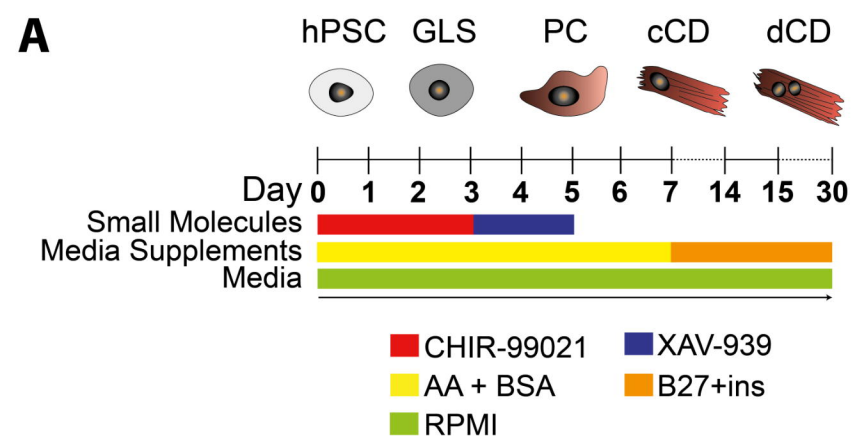 A
hPSC GLS PC cCD dCD
Day 0 1 2 3 4 5 6 7 14 15 30
Small Molecules
Media Supplements
Media
CHIR-99021 XAV-939
AA + BSA B27+ins
RPMI